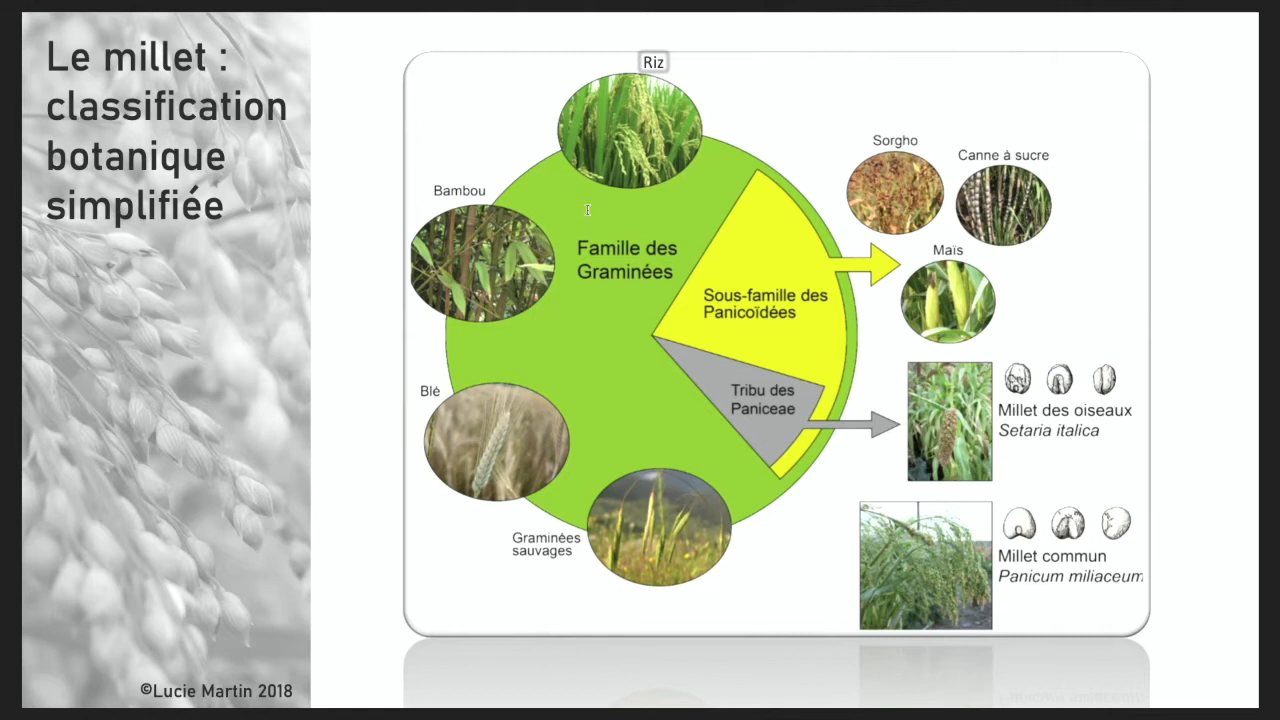 Le millet :
classification
botanique
simplifiée
Riz
Bambou
Famille des
Graminées
Blé
Graminées
sauvages
Sous-famille des
Panicoïdées
Tribu des
Paniceae
Sorgho
Canne à sucre
Maïs
Millet des oiseaux
Setaria italica
Millet commun
Panicum miliaceum
©Lucie Martin 2018